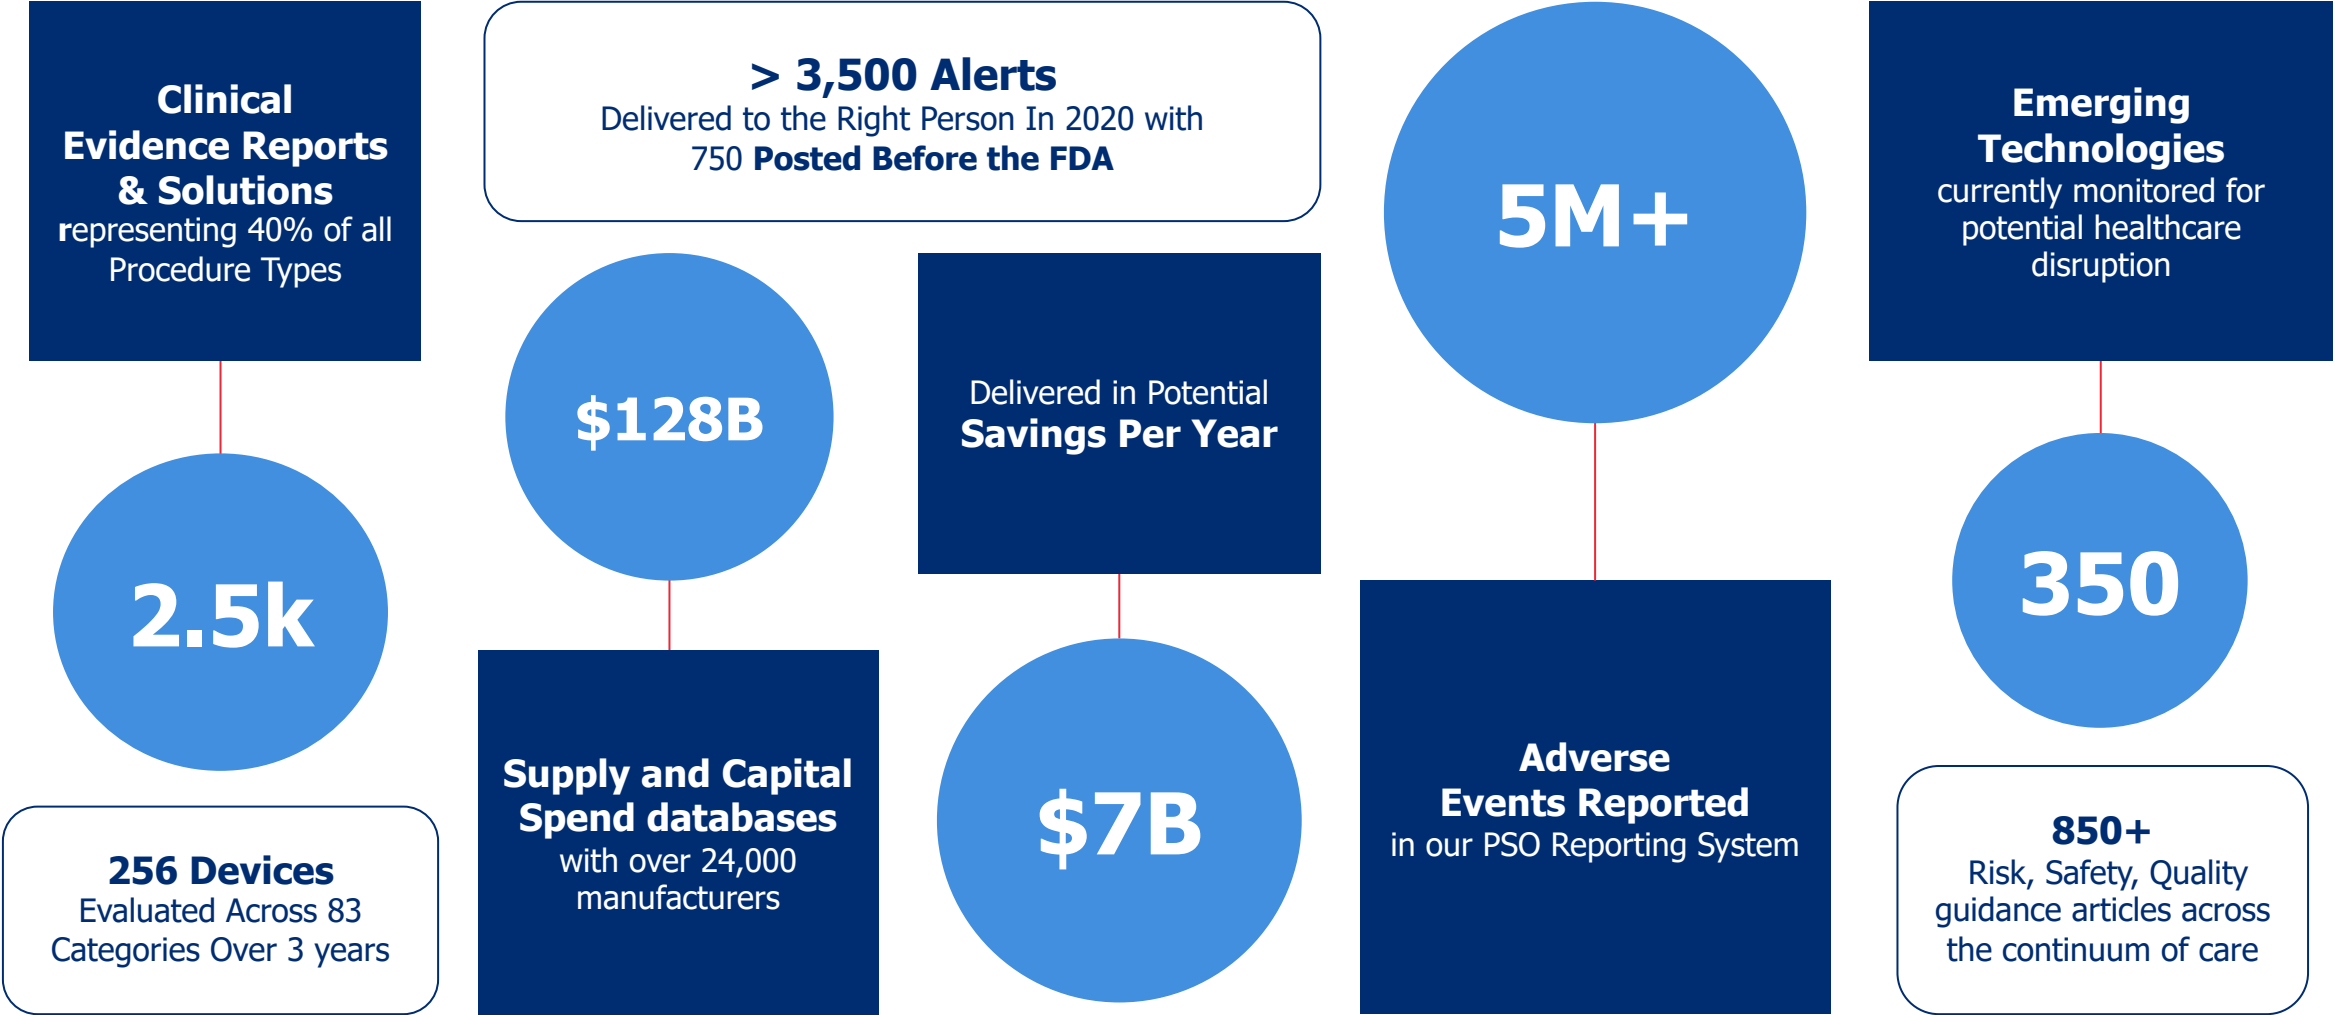 Clinical
Evidence Reports
& Solutions
representing 40% of all
Procedure Types
2.5k
256 Devices
Evaluated Across 83
Categories Over 3 years
> 3,500 Alerts
Delivered to the Right Person In 2020 with
750 Posted Before the FDA
$128B
Supply and Capital
Spend databases
with over 24,000
manufacturers
Delivered in Potential
Savings Per Year
$7B
5M+
Adverse
Events Reported
in our PSO Reporting System
Emerging
Technologies
currently monitored for
potential healthcare
disruption
350
850+
Risk, Safety, Quality
guidance articles across
the continuum of care